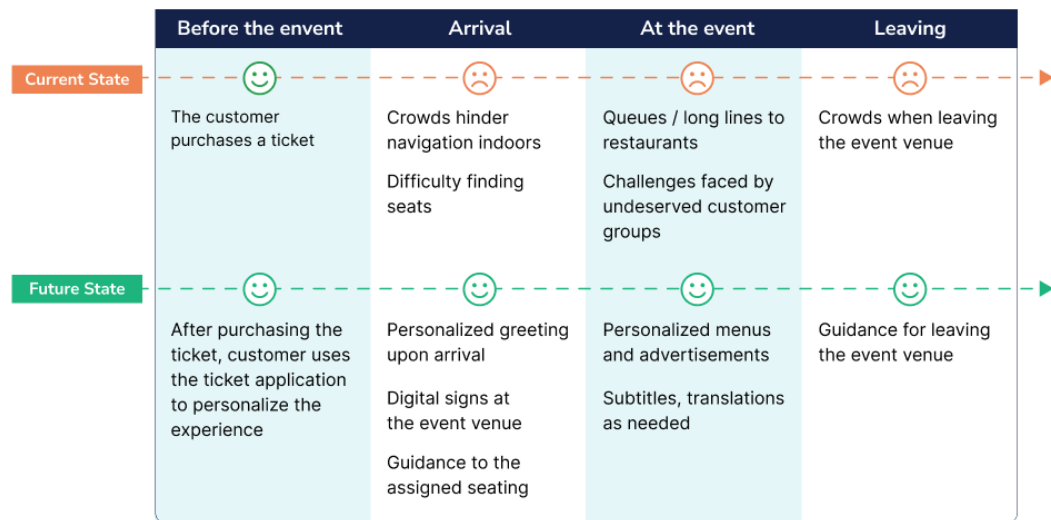 Before the envent
Arrival
At the event
Leaving
Current State
The customer
purchases a ticket
Crowds hinder
navigation indoors
Difficulty finding
seats
Queues / long lines to
restaurants
Challenges faced by
undeserved customer
groups
Crowds when leaving
the event venue
Future State
After purchasing the
ticket, customer uses
the ticket application
to personalize the
experience
Personalized greeting
upon arrival
Digital signs at
the event venue
Guidance to the
assigned seating
Personalized menus
and advertisements
Subtitles, translations
as needed
Guidance for leaving
the event venue